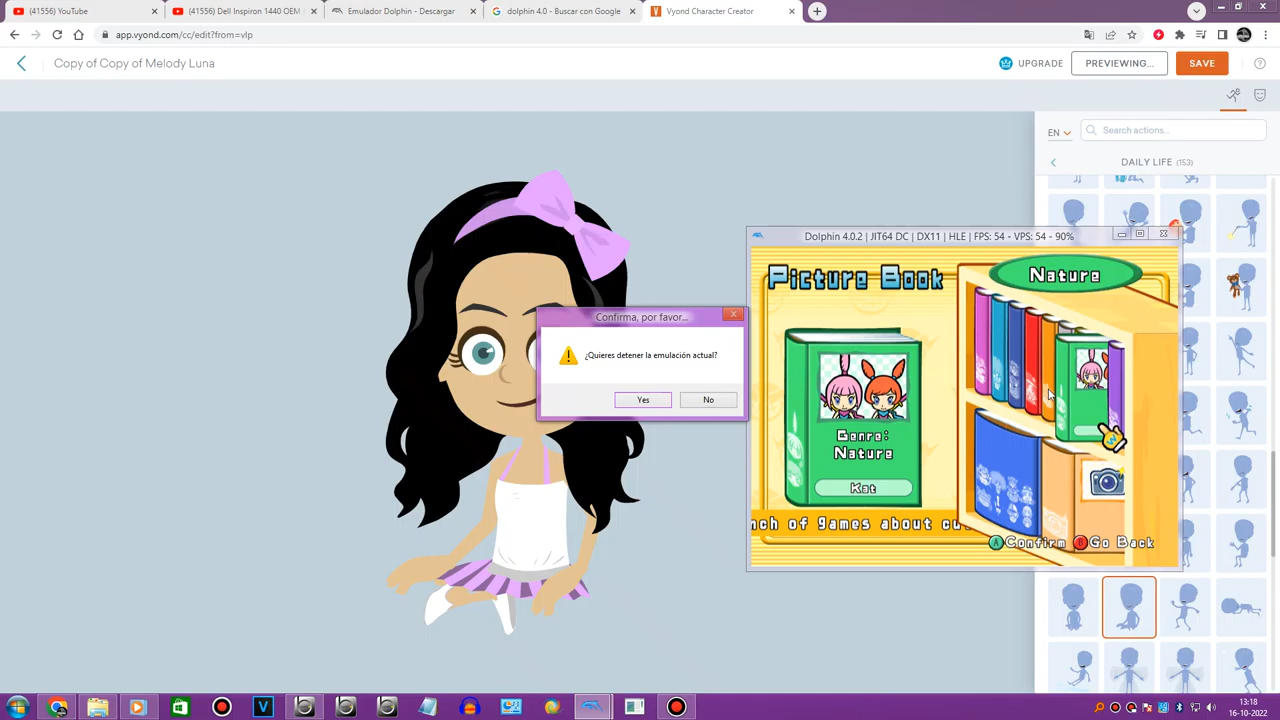 (41556) YouTube
(41556) Dell Inspiron 1440 OEM
Emulador Dolphin - Descargar
dolphin 4.0 - Buscar con Google
Vyond Character Creator
app.vyond.com/cc/edit?from=vlp
Copy of Copy of Melody Luna
UPGRADE
PREVIEWING...
SAVE
EN
Search actions...
DAILY LIFE (153)
Dolphin 4.0.2 | JIT64 DC | DX11 | HLE | FPS: 54 - VPS: 54 - 90%
Picture Book
Nature
Confirma, por favor...
¿Quieres detener la emulación actual?
Yes
No
Genre:
Nature
Kat
nch of games about cu
A Confirm B Go Back
13:18
16-10-2022